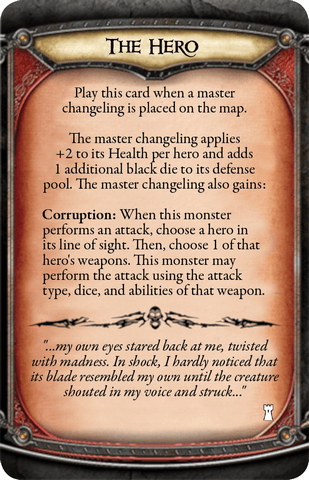 The Hero
Play this card when a master
changeling is placed on the map.
The master changeling applies
+2 to its Health per hero and adds
1 additional black die to its defense
pool. The master changeling also gains:
Corruption: When this monster
performs an attack, choose a hero in
its line of sight. Then, choose 1 of that
hero's weapons. This monster may
perform the attack using the attack
type, dice, and abilities of that weapon.
"...my own eyes stared back at me, twisted
with madness. In shock, I hardly noticed that
its blade resembled my own until the creature
shouted in my voice and struck..."